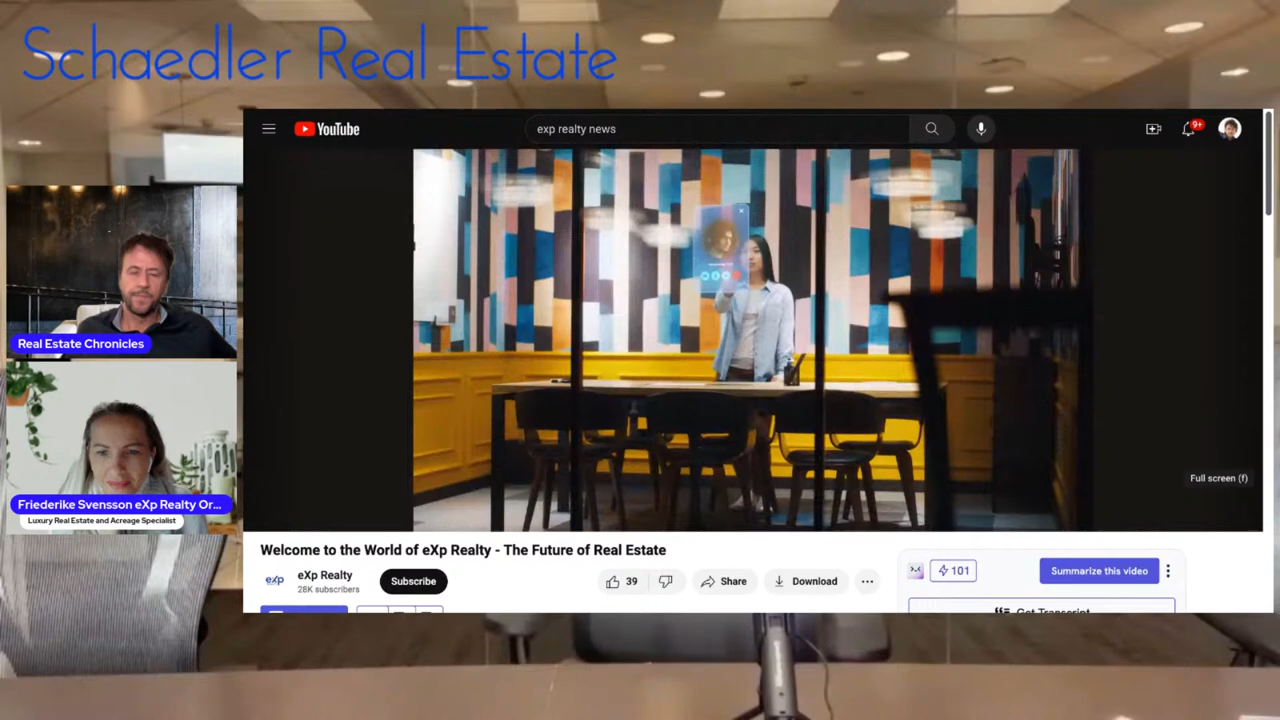 Schaedler Real Estate
YouTube
exp realty news
9+
Real Estate Chronicles
Friederike Svensson eXp Realty Or...
Luxury Real Estate and Acreage Specialist
Full screen (f)
Welcome to the World of eXp Realty - The Future of Real Estate
eXp
eXp Realty
28K subscribers
Subscribe
39
Share
Download
101
Summarize this video
Get Transcript